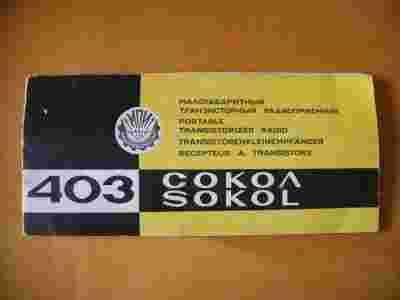 МАЛОГАБАРИТНЫЙ
ТРАНЗИСТОРНЫЙ РАДИОПРИЕМНИК
PORTABLE
TRANSISTORIZED RADIO
TRANSISTORENKLEINEMPFÄNGER
RECEPTEUR A TRANSISTORS
403 СОКОЛ
SOKOL